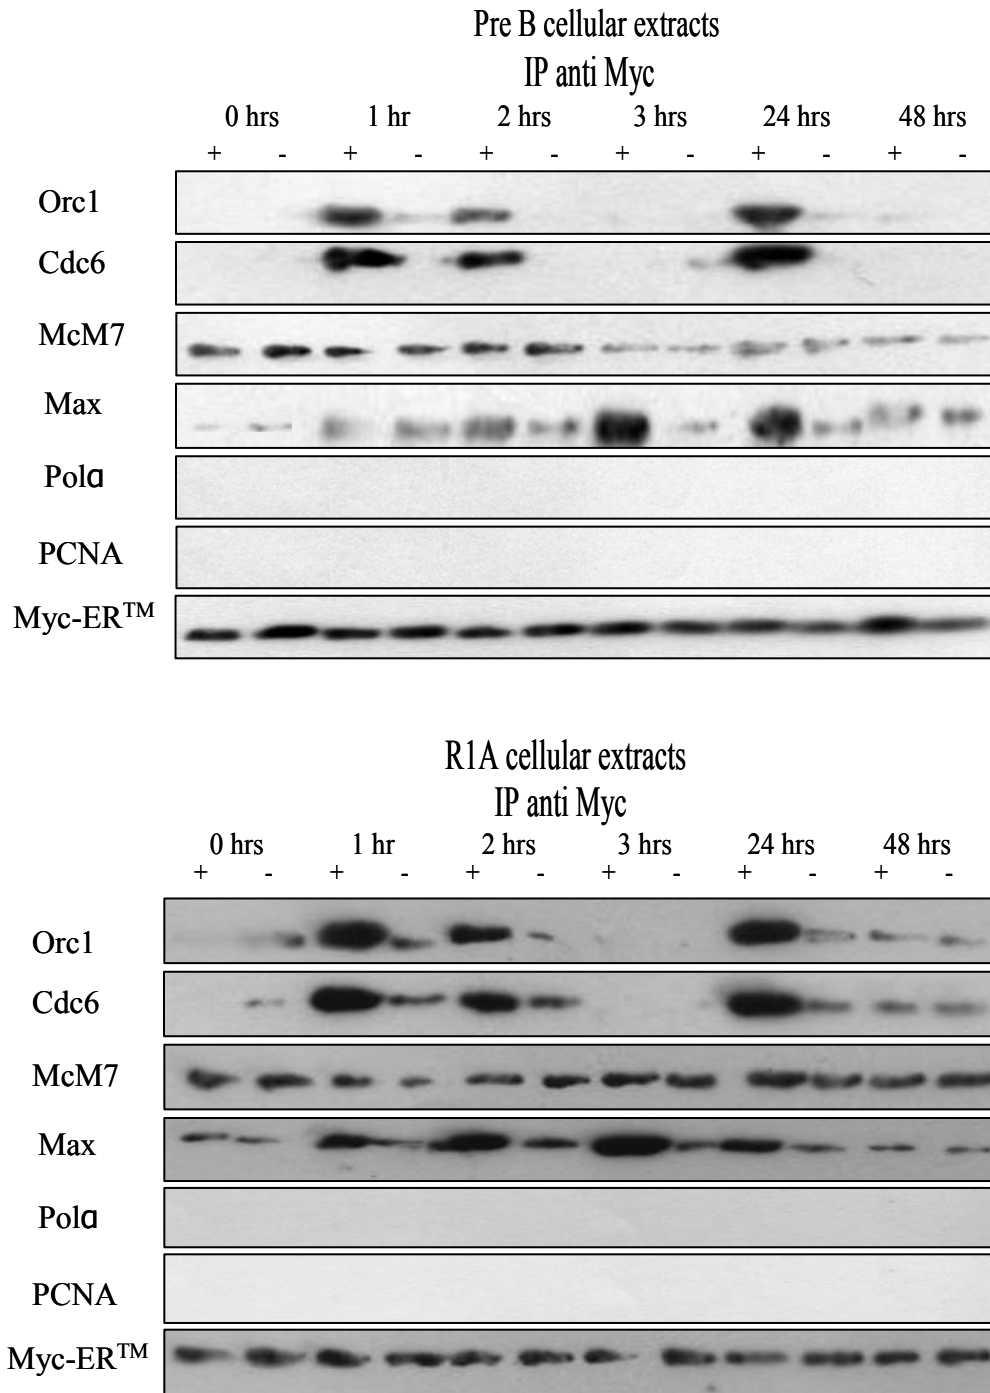 Pre B cellular extracts
IP anti Myc
0 hrs 1 hr 2 hrs 3 hrs 24 hrs 48 hrs
+ - + - + - + - + - + -
Orc1
Cdc6
McM7
Max
Polα
PCNA
Myc-ER™
R1A cellular extracts
IP anti Myc
0 hrs 1 hr 2 hrs 3 hrs 24 hrs 48 hrs
+ - + - + - + - + - + -
Orc1
Cdc6
McM7
Max
Polα
PCNA
Myc-ER™